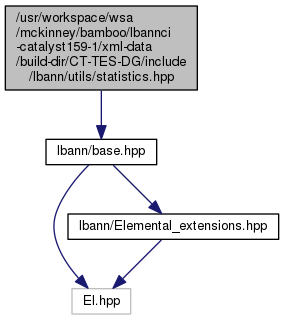 /usr/workspace/wsa
/mckinney/bamboo/lbannci
-catalyst159-1/xml-data
/build-dir/CT-TES-DG/include
/lbann/utils/statistics.hpp
lbann/base.hpp
lbann/Elemental_extensions.hpp
El.hpp